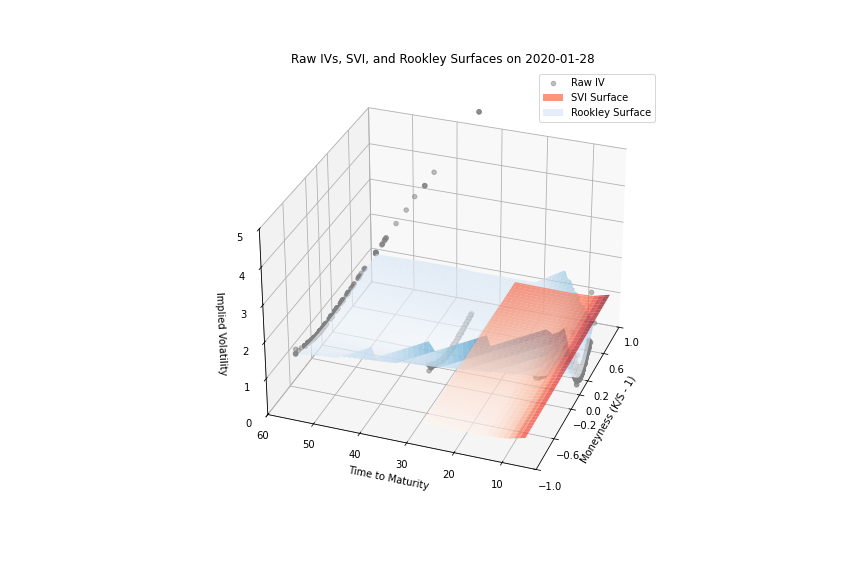 Raw IVs, SVI, and Rookley Surfaces on 2020-01-28
Raw IV
SVI Surface
Rookley Surface
5
4
3
2
1
0
Implied Volatility
60
50
40
30
20
10
Time to Maturity
1.0
0.6
0.2
0.0
−0.2
−0.6
−1.0
Moneyness (K/S - 1)